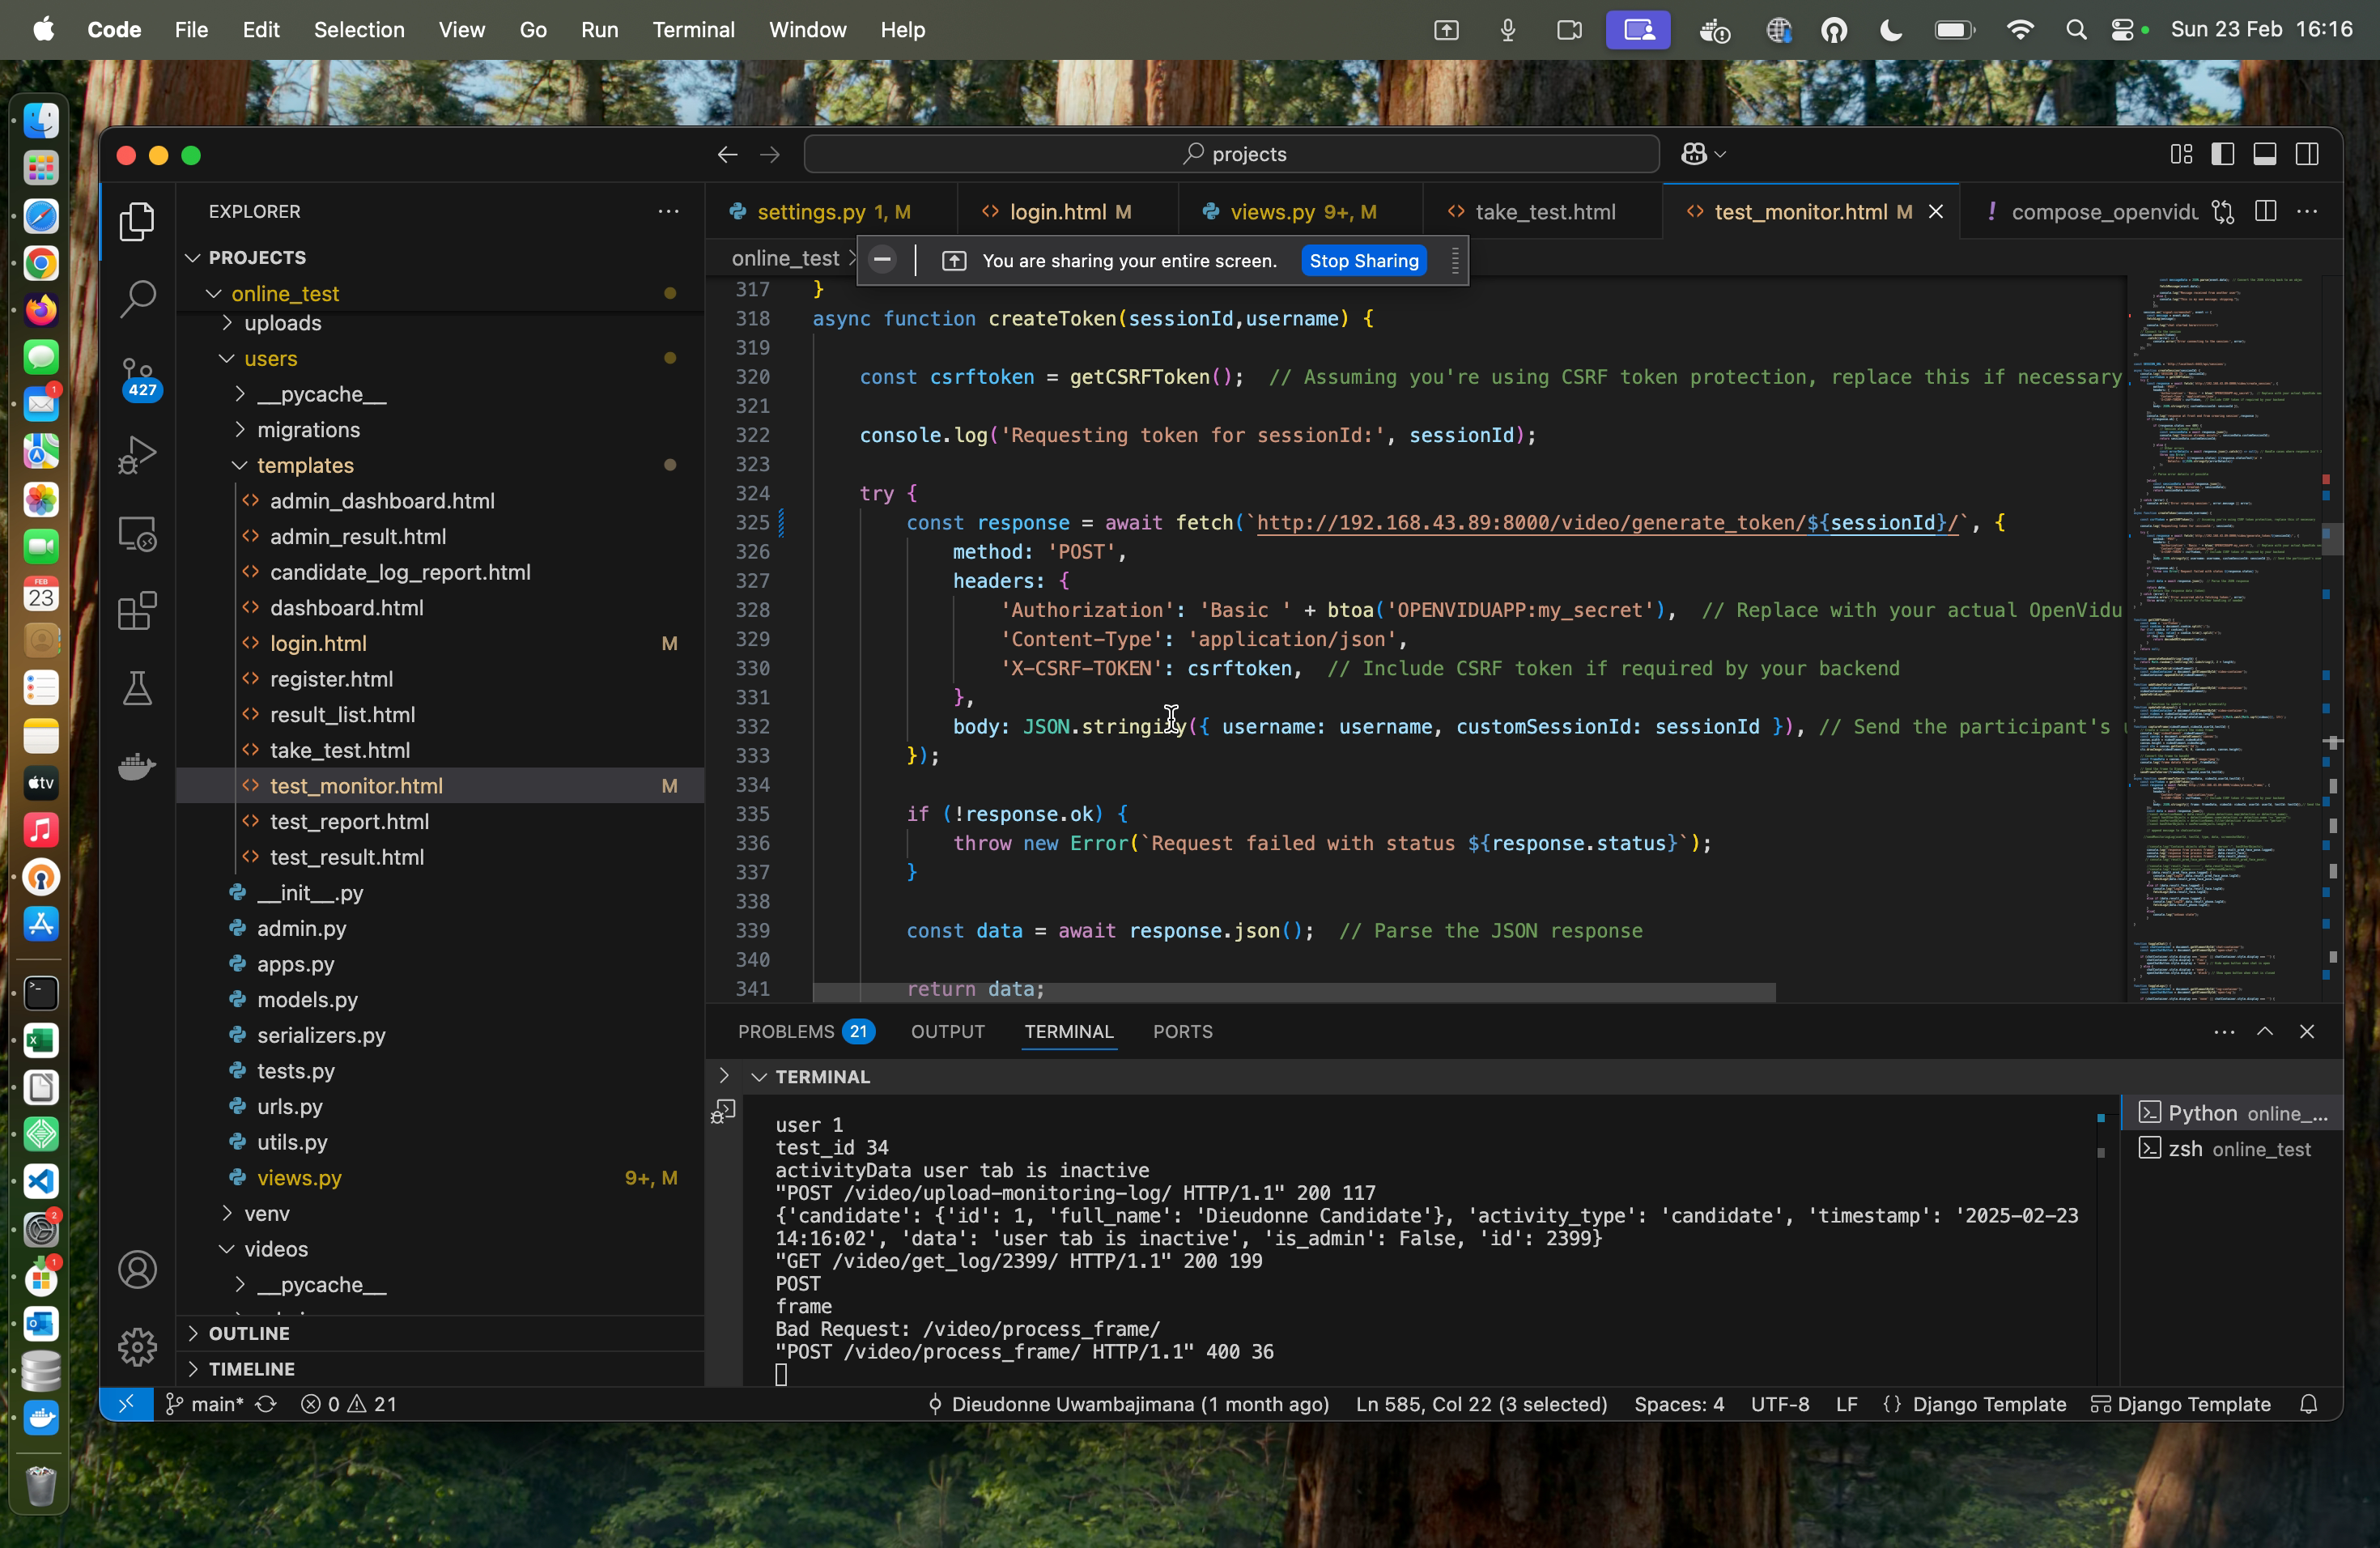 Code File Edit Selection View Go Run Terminal Window Help Sun 23 Feb 16:16
projects
EXPLORER
settings.py 1, M login.html M views.py 9+, M take_test.html test_monitor.html M compose_openvidu
PROJECTS
online_test
uploads
users
__pycache__
migrations
templates
admin_dashboard.html
admin_result.html
candidate_log_report.html
dashboard.html
login.html M
register.html
result_list.html
take_test.html
test_monitor.html M
test_report.html
test_result.html
__init__.py
admin.py
apps.py
models.py
serializers.py
tests.py
urls.py
utils.py
views.py 9+, M
venv
videos
__pycache__
OUTLINE
TIMELINE
427
FEB
23
tv
1
2
1
online_test >
You are sharing your entire screen. Stop Sharing
317 }
318 async function createToken(sessionId,username) {
319
320 const csrftoken = getCSRFToken(); // Assuming you're using CSRF token protection, replace this if necessary
321
322 console.log('Requesting token for sessionId:', sessionId);
323
324 try {
325 const response = await fetch(`http://192.168.43.89:8000/video/generate_token/${sessionId}/`, {
326 method: 'POST',
327 headers: {
328 'Authorization': 'Basic ' + btoa('OPENVIDUAPP:my_secret'), // Replace with your actual OpenVidu
329 'Content-Type': 'application/json',
330 'X-CSRF-TOKEN': csrftoken, // Include CSRF token if required by your backend
331 },
332 body: JSON.stringify({ username: username, customSessionId: sessionId }), // Send the participant's
333 });
334
335 if (!response.ok) {
336 throw new Error(`Request failed with status ${response.status}`);
337 }
338
339 const data = await response.json(); // Parse the JSON response
340
341 return data;
PROBLEMS 21 OUTPUT TERMINAL PORTS
TERMINAL
user 1
test_id 34
activityData user tab is inactive
"POST /video/upload-monitoring-log/ HTTP/1.1" 200 117
{'candidate': {'id': 1, 'full_name': 'Dieudonne Candidate'}, 'activity_type': 'candidate', 'timestamp': '2025-02-23
14:16:02', 'data': 'user tab is inactive', 'is_admin': False, 'id': 2399}
"GET /video/get_log/2399/ HTTP/1.1" 200 199
POST
frame
Bad Request: /video/process_frame/
"POST /video/process_frame/ HTTP/1.1" 400 36
Python online_...
zsh online_test
main* 0 21 Dieudonne Uwambajimana (1 month ago) Ln 585, Col 22 (3 selected) Spaces: 4 UTF-8 LF {} Django Template Django Template